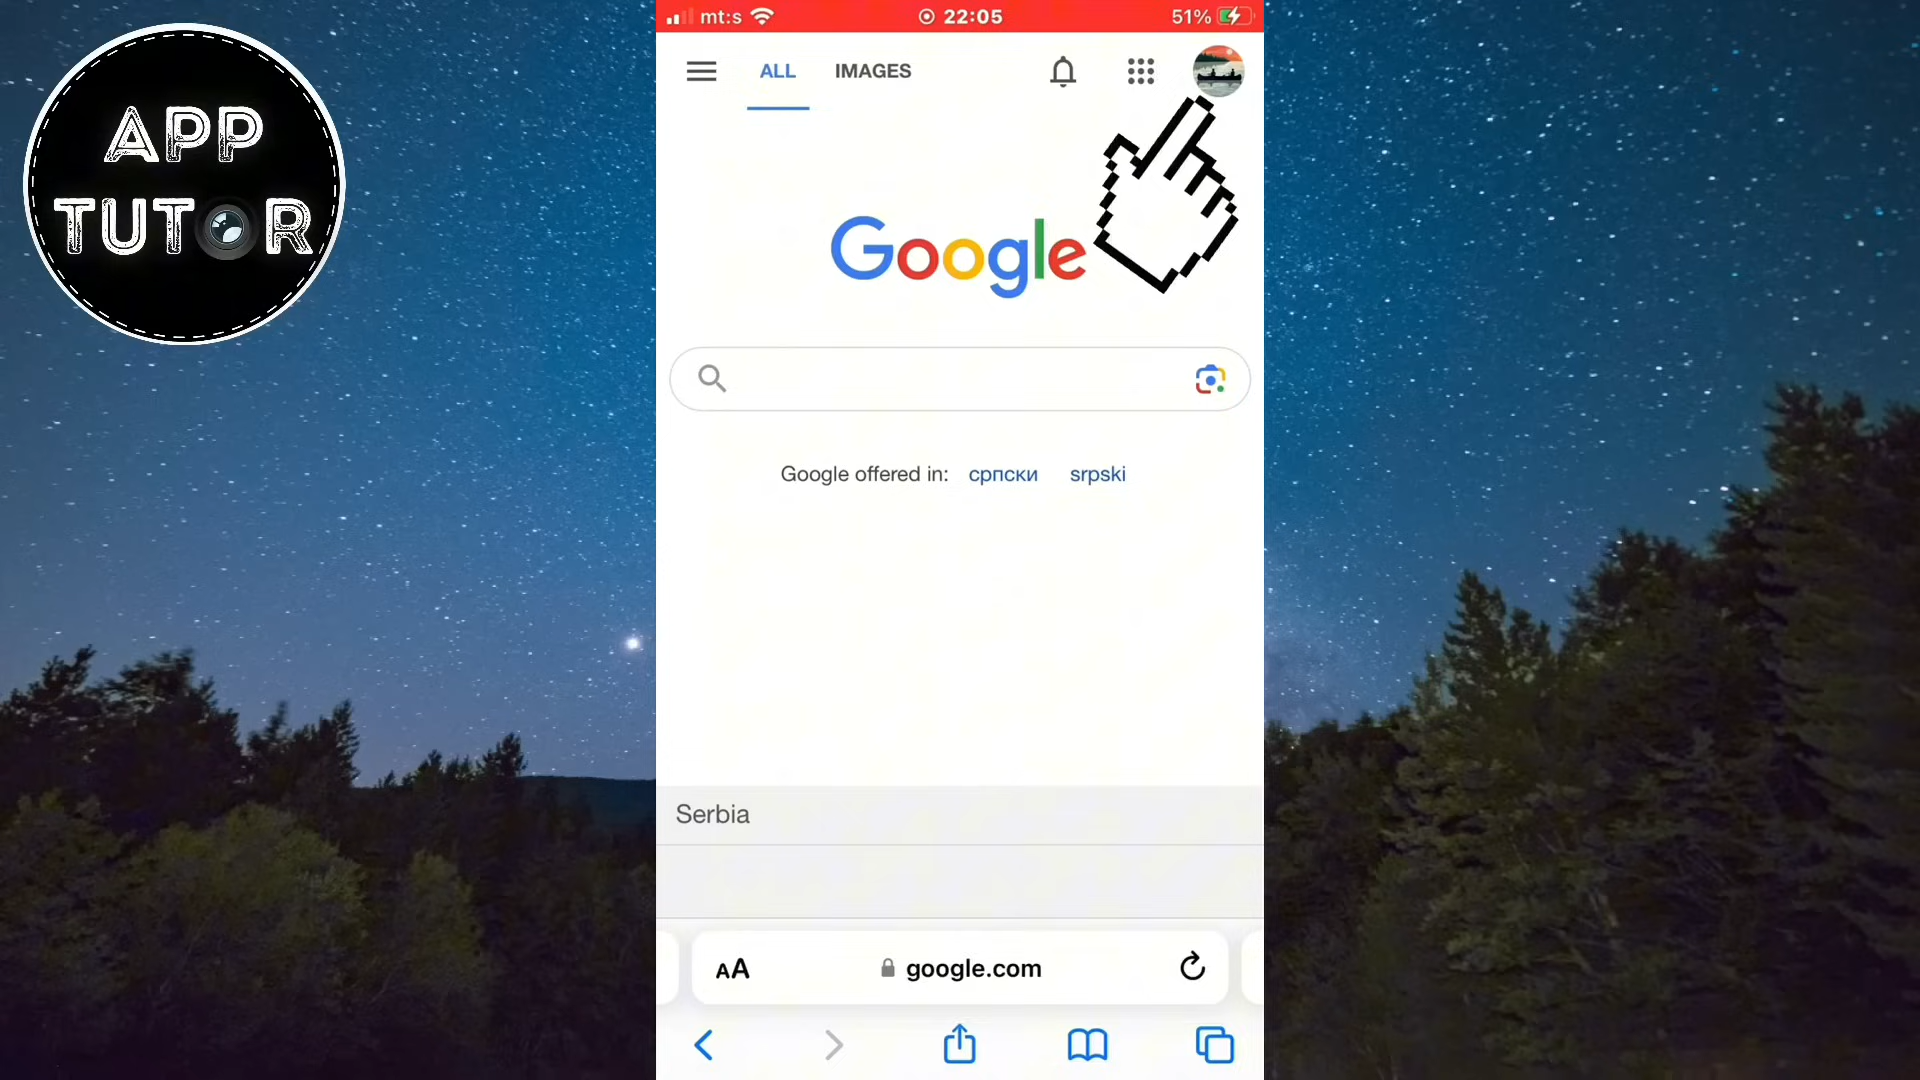 APP
TUTOR
mt:s
22:05
51%
ALL
IMAGES
Google
Google offered in: српски srpski
Serbia
AA
google.com